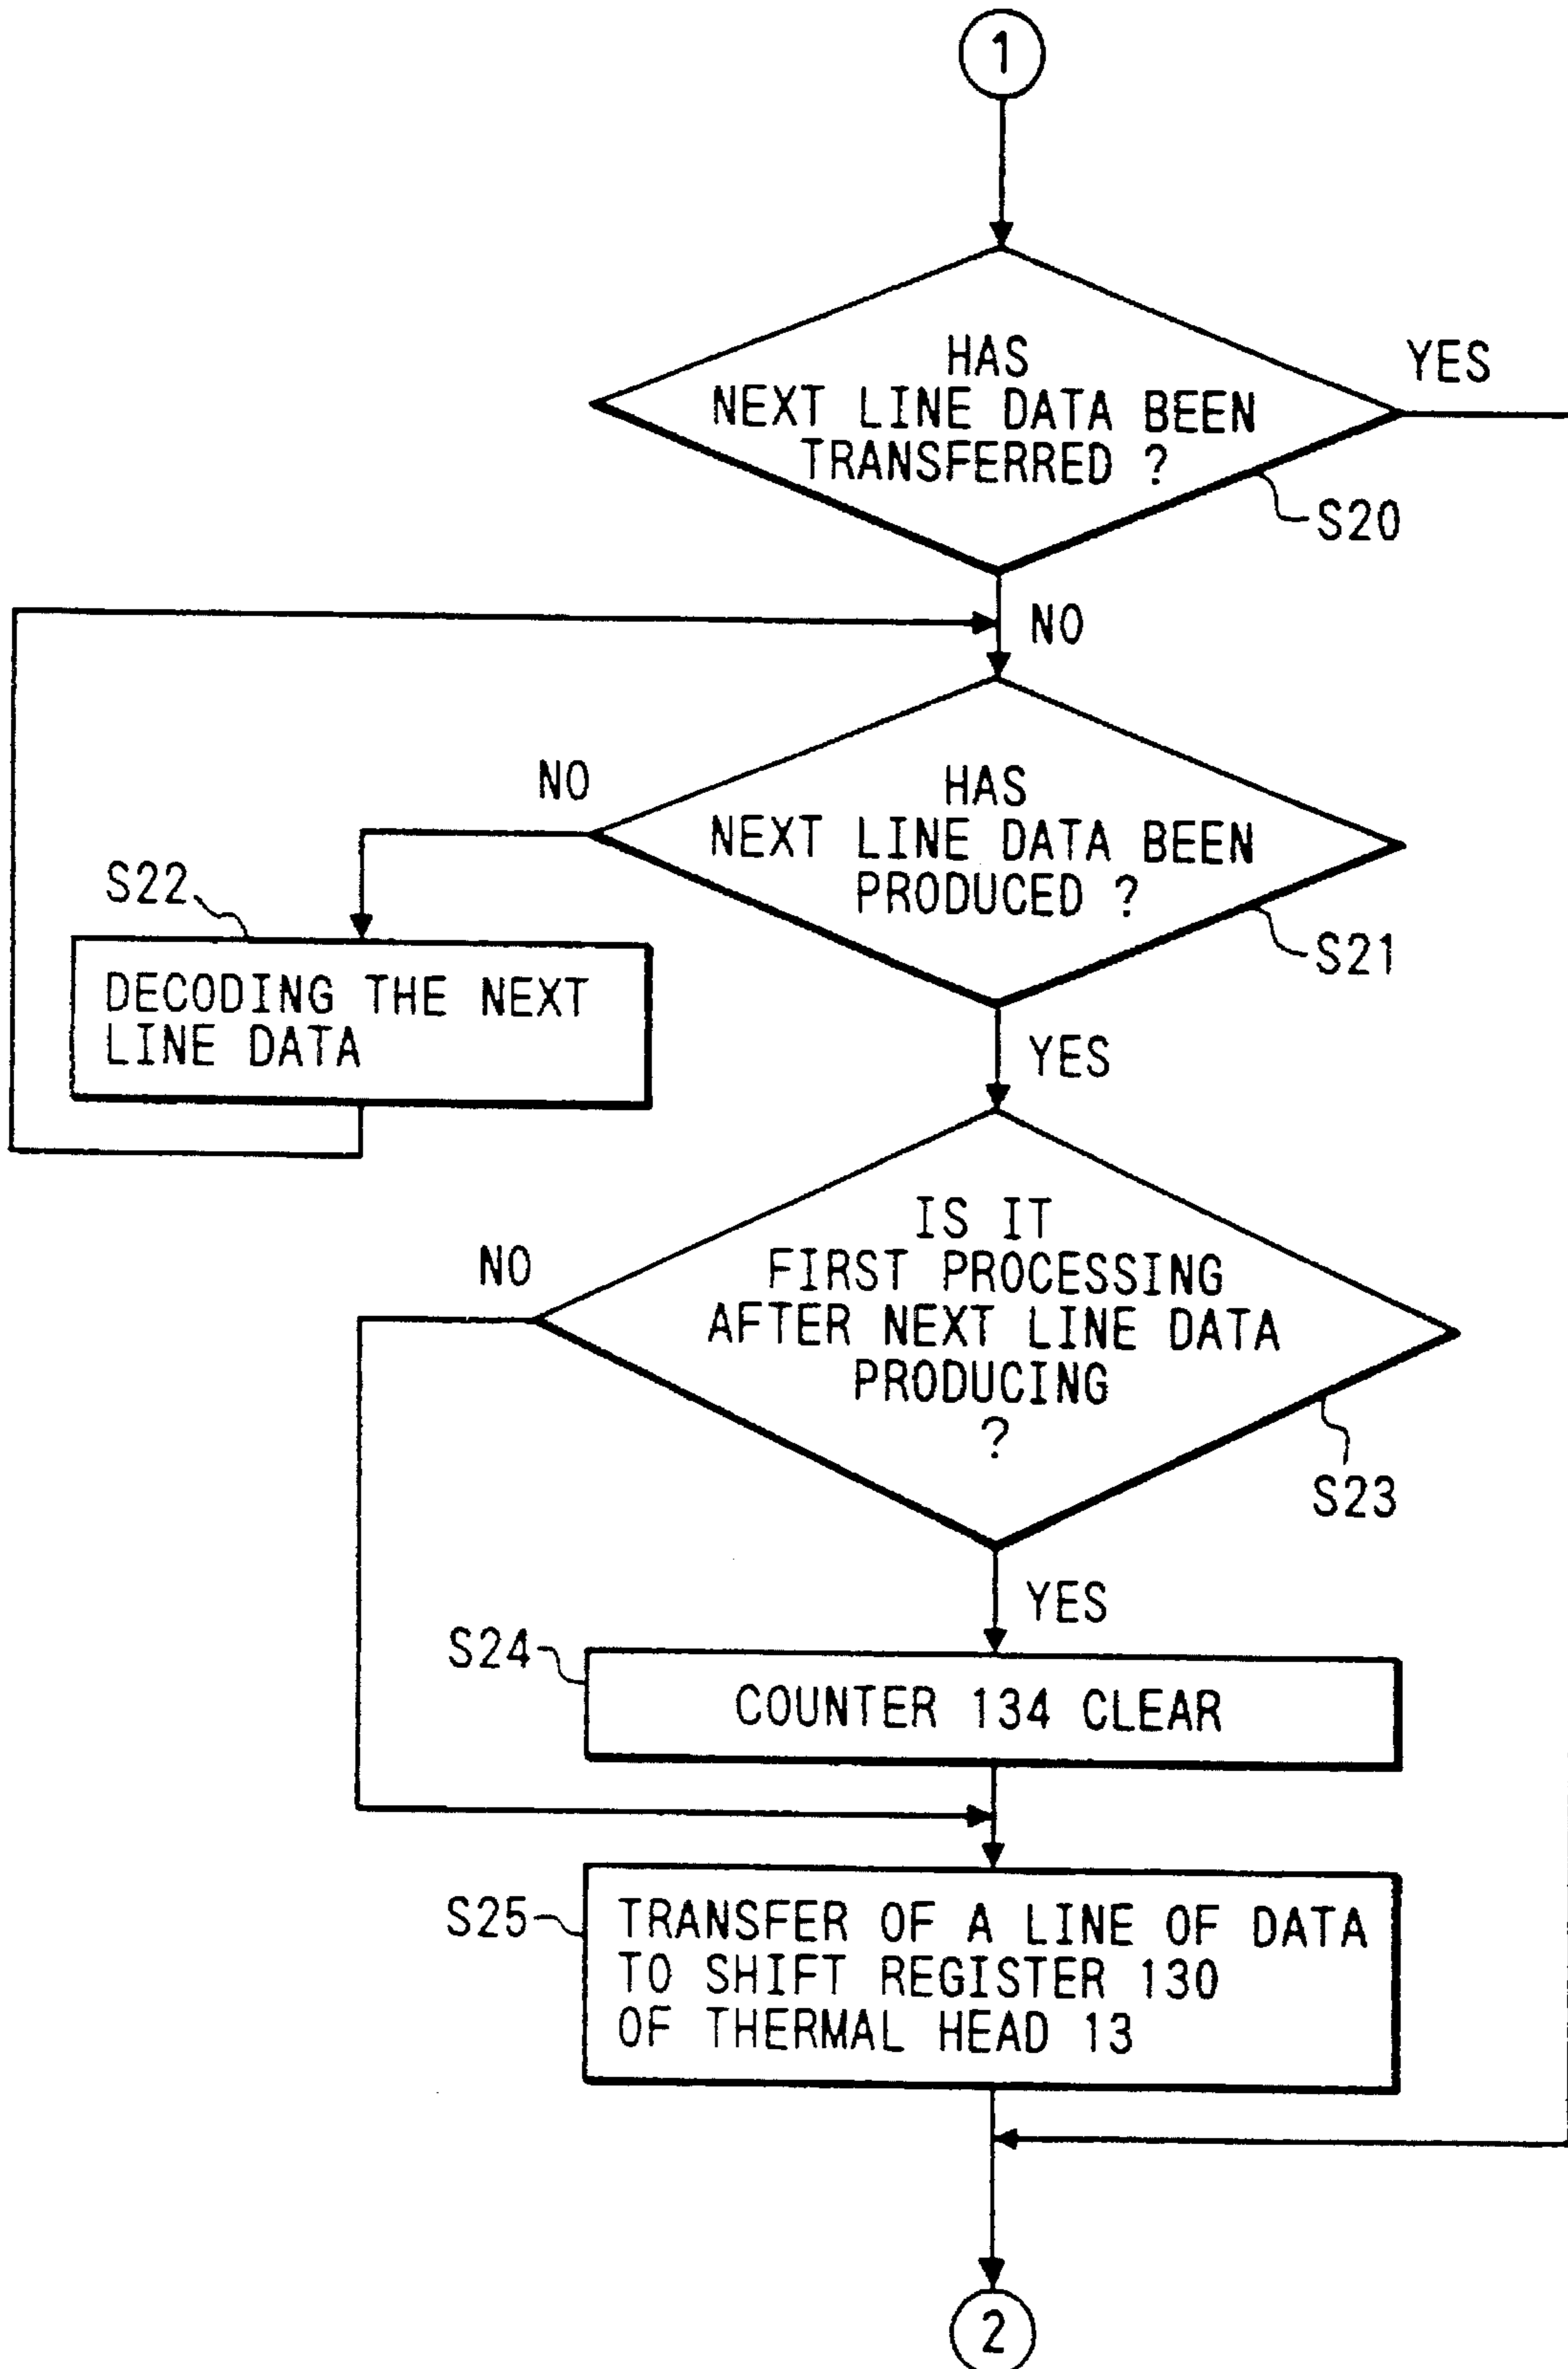 1
HAS
NEXT LINE DATA BEEN
TRANSFERRED ?
YES
S20
NO
HAS
NEXT LINE DATA BEEN
PRODUCED ?
NO
S21
S22
DECODING THE NEXT
LINE DATA
YES
IS IT
FIRST PROCESSING
AFTER NEXT LINE DATA
PRODUCING
?
NO
S23
YES
S24
COUNTER 134 CLEAR
S25
TRANSFER OF A LINE OF DATA
TO SHIFT REGISTER 130
OF THERMAL HEAD 13
2